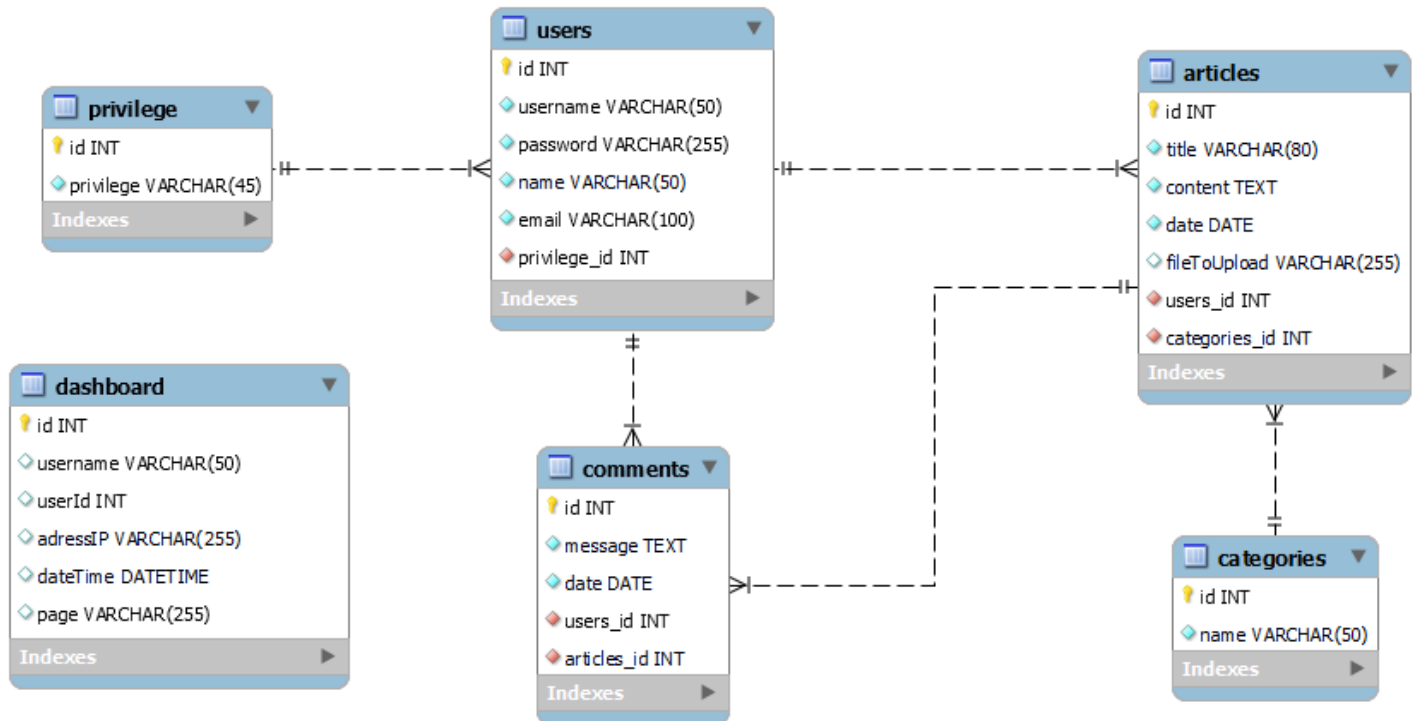 privilege
id INT
privilege VARCHAR(45)
Indexes
users
id INT
username VARCHAR(50)
password VARCHAR(255)
name VARCHAR(50)
email VARCHAR(100)
privilege_id INT
Indexes
articles
id INT
title VARCHAR(80)
content TEXT
date DATE
fileToUpload VARCHAR(255)
users_id INT
categories_id INT
Indexes
dashboard
id INT
username VARCHAR(50)
userId INT
adressIP VARCHAR(255)
dateTime DATETIME
page VARCHAR(255)
Indexes
comments
id INT
message TEXT
date DATE
users_id INT
articles_id INT
Indexes
categories
id INT
name VARCHAR(50)
Indexes